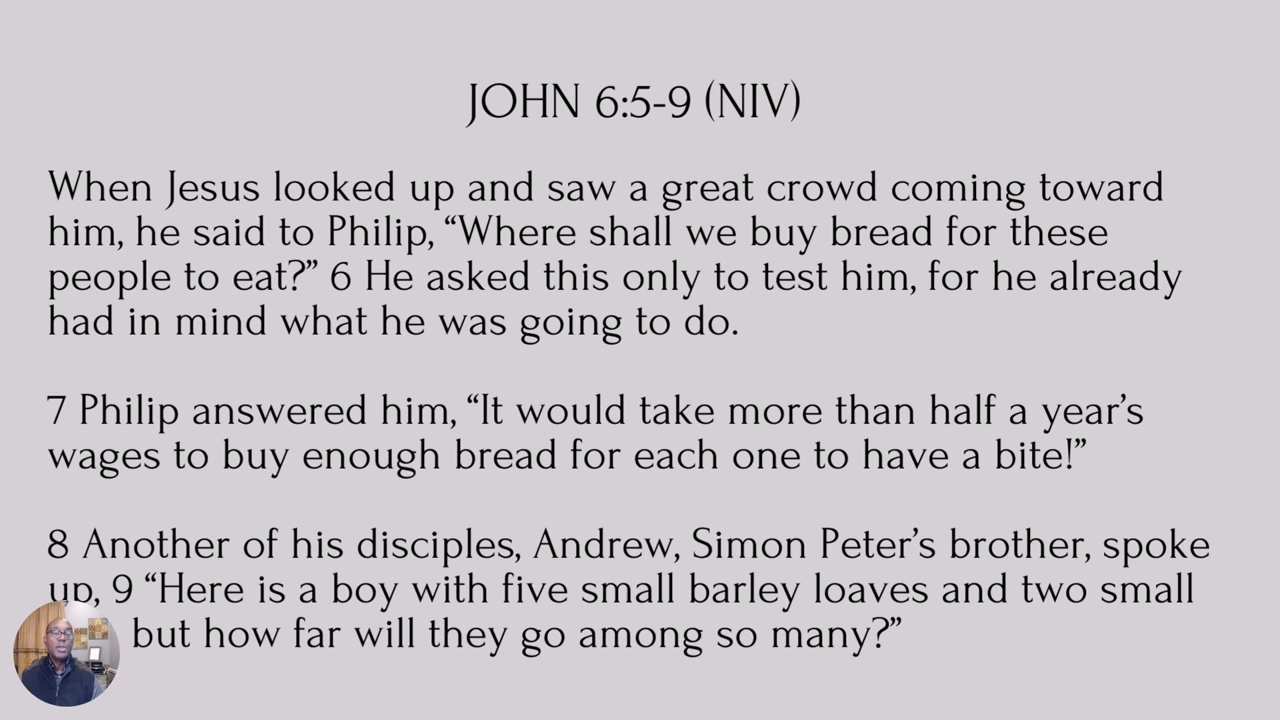 JOHN 6:5-9 (NIV)
When Jesus looked up and saw a great crowd coming toward
him, he said to Philip, “Where shall we buy bread for these
people to eat?” 6 He asked this only to test him, for he already
had in mind what he was going to do.
7 Philip answered him, “It would take more than half a year’s
wages to buy enough bread for each one to have a bite!”
8 Another of his disciples, Andrew, Simon Peter’s brother, spoke
up, 9 “Here is a boy with five small barley loaves and two small
but how far will they go among so many?”